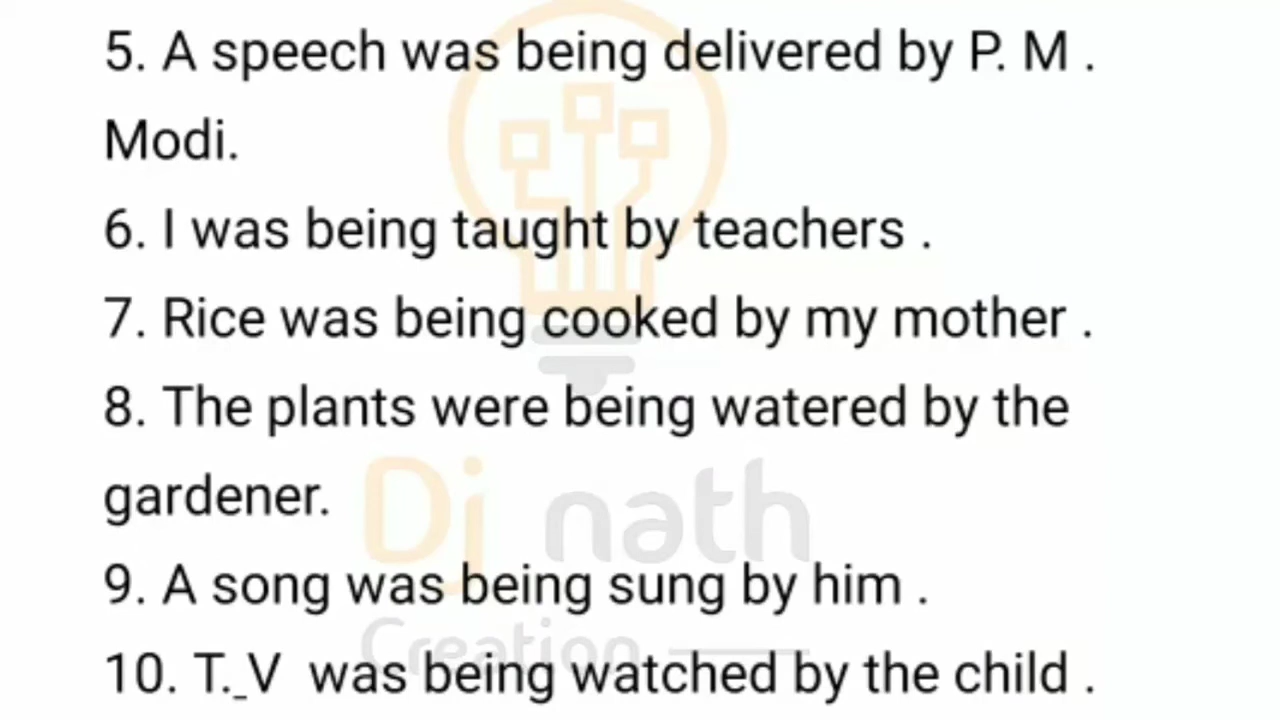 5. A speech was being delivered by P. M .
Modi.
6. I was being taught by teachers .
7. Rice was being cooked by my mother .
8. The plants were being watered by the
gardener.
Dj nath
9. A song was being sung by him .
Creation
10. T._V was being watched by the child .